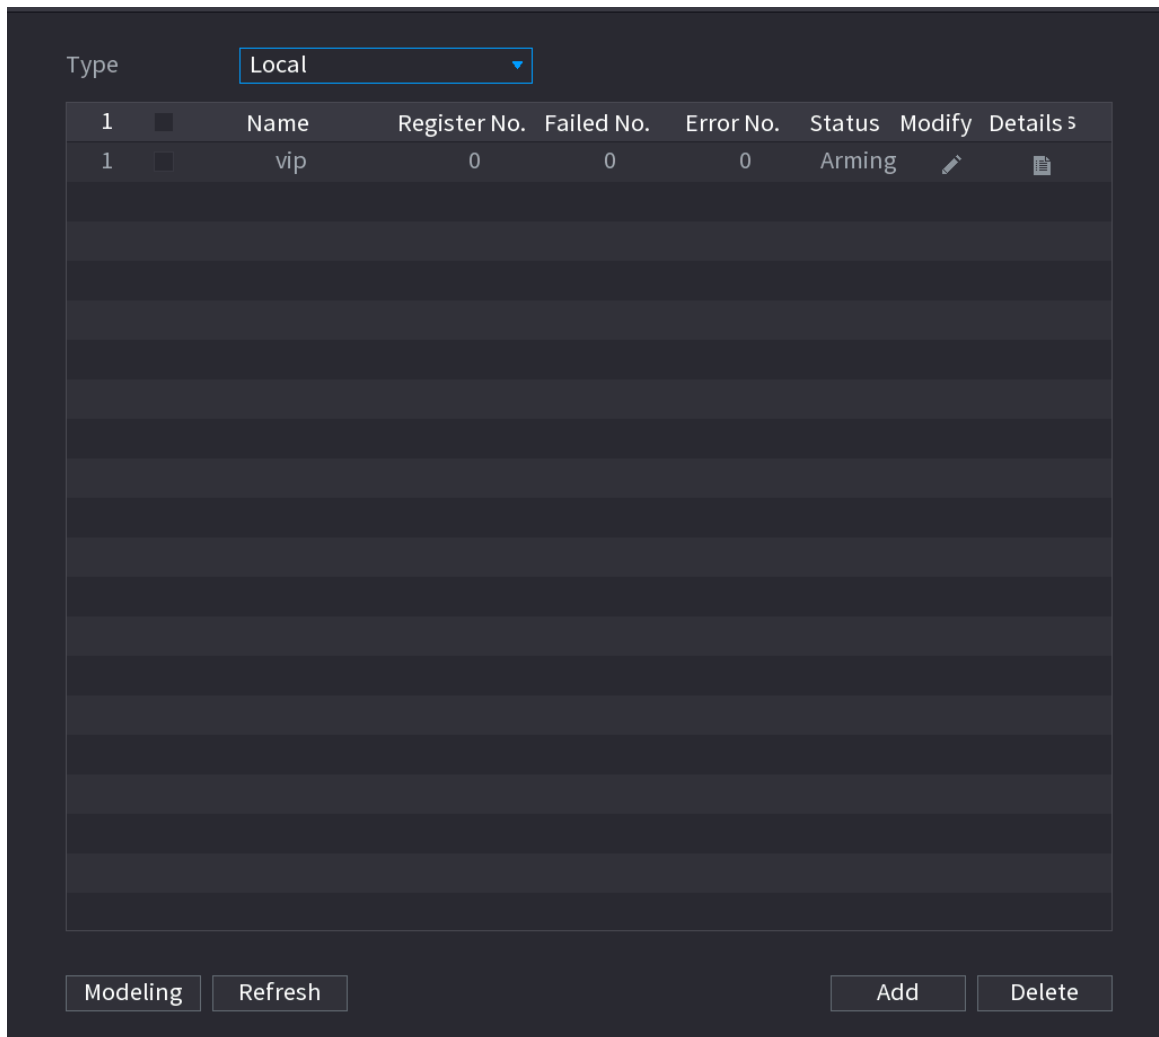 Type Local
1 Name Register No. Failed No. Error No. Status Modify Details s
1 vip 0 0 0 Arming
Modeling Refresh Add Delete